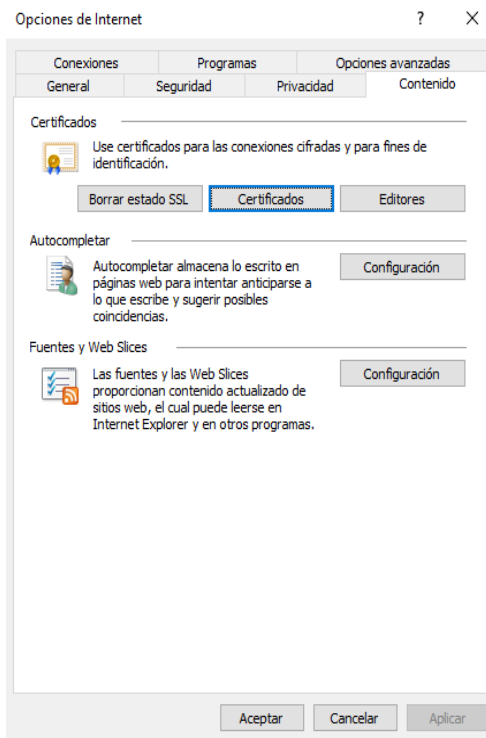 Opciones de Internet
?
Conexiones Programas Opciones avanzadas
General Seguridad Privacidad Contenido
Certificados
Use certificados para las conexiones cifradas y para fines de
identificación.
Borrar estado SSL Certificados Editores
Autocompletar
Autocompletar almacena lo escrito en
páginas web para intentar anticiparse a
lo que escribe y sugerir posibles
coincidencias.
Configuración
Fuentes y Web Slices
Las fuentes y las Web Slices
proporcionan contenido actualizado de
sitios web, el cual puede leerse en
Internet Explorer y en otros programas.
Configuración
Aceptar Cancelar Aplicar